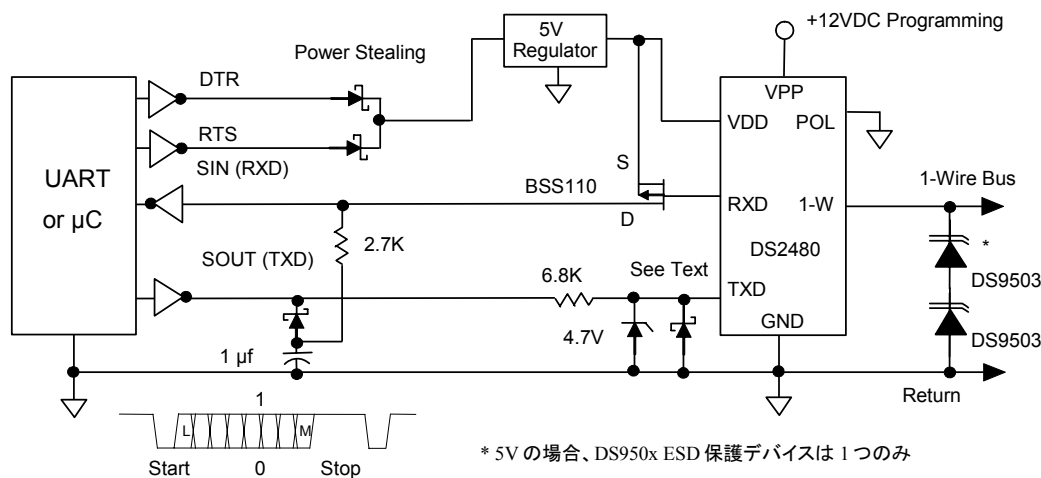 +12VDC Programming
5V
Regulator
Power Stealing
DTR
VPP
VDD
POL
RTS
SIN (RXD)
S
UART
or µC
BSS110
D
RXD
1-W
1-Wire Bus
2.7K
DS2480
*
SOUT (TXD)
6.8K
See Text
TXD
DS9503
4.7V
GND
1 µf
DS9503
Return
1
L
M
Start
0
Stop
* 5V の場合、DS950x ESD 保護デバイスは 1 つのみ